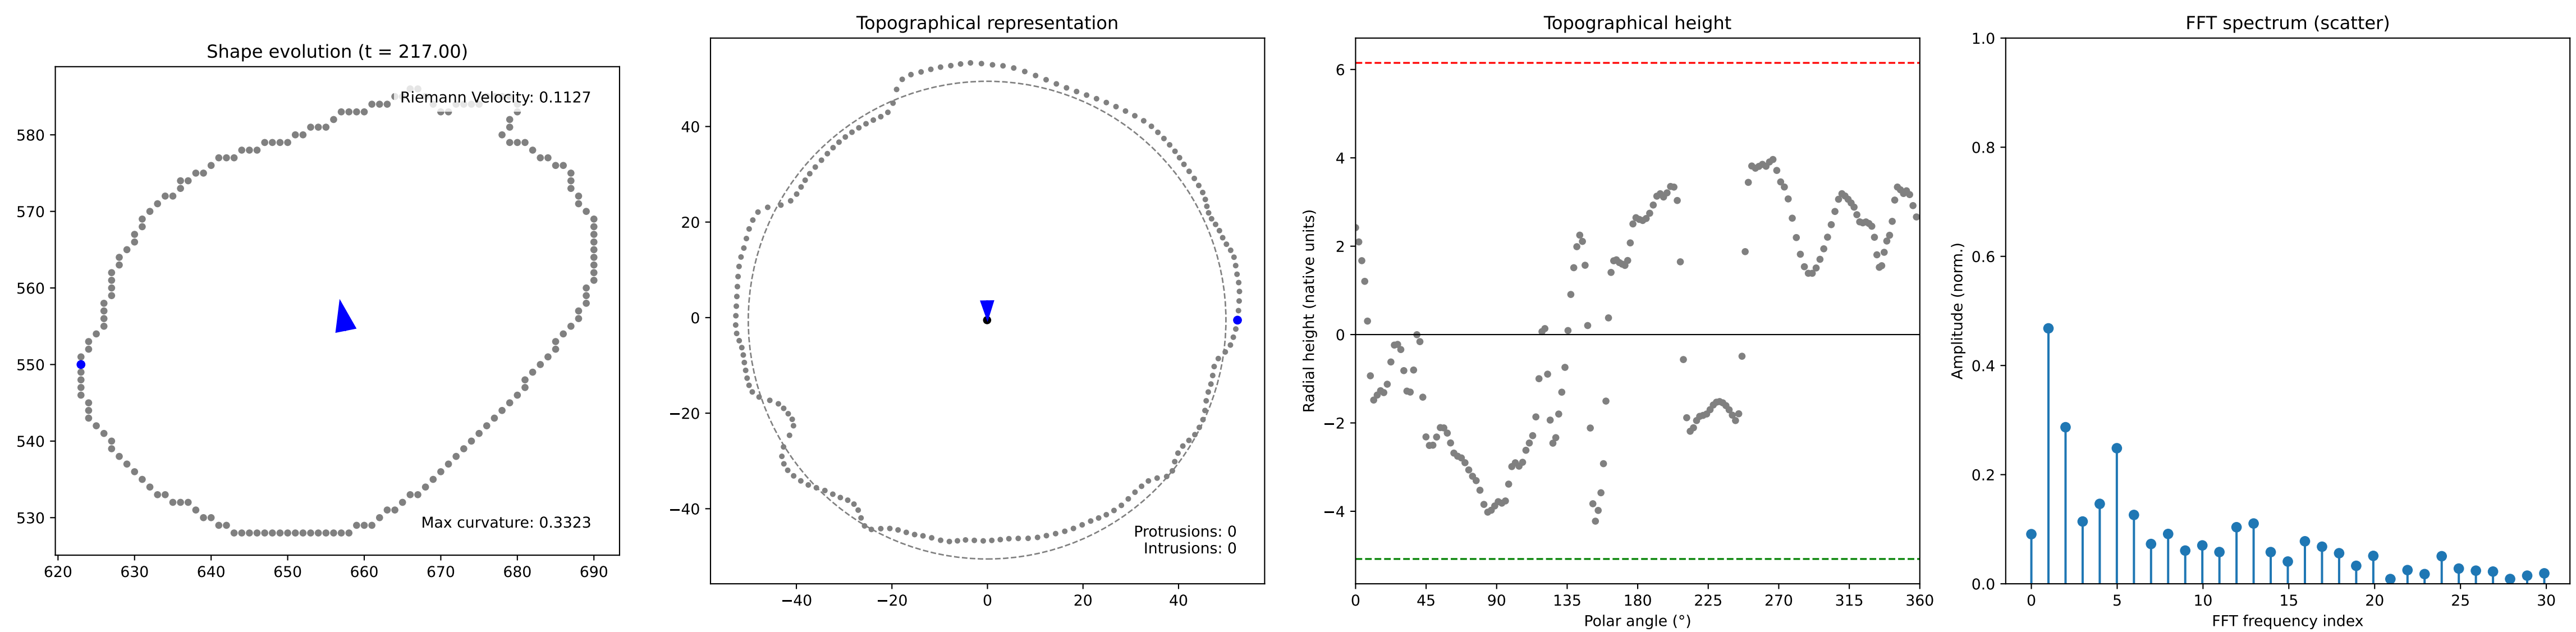 Shape evolution (t = 217.00)
Riemann Velocity: 0.1127
Max curvature: 0.3323
580
570
560
550
540
530
620 630 640 650 660 670 680 690
Topographical representation
40
20
0
−20
−40
−40 −20 0 20 40
Protrusions: 0
Intrusions: 0
Topographical height
Radial height (native units)
6
4
2
0
−2
−4
0 45 90 135 180 225 270 315 360
Polar angle (°)
FFT spectrum (scatter)
Amplitude (norm.)
1.0
0.8
0.6
0.4
0.2
0.0
0 5 10 15 20 25 30
FFT frequency index